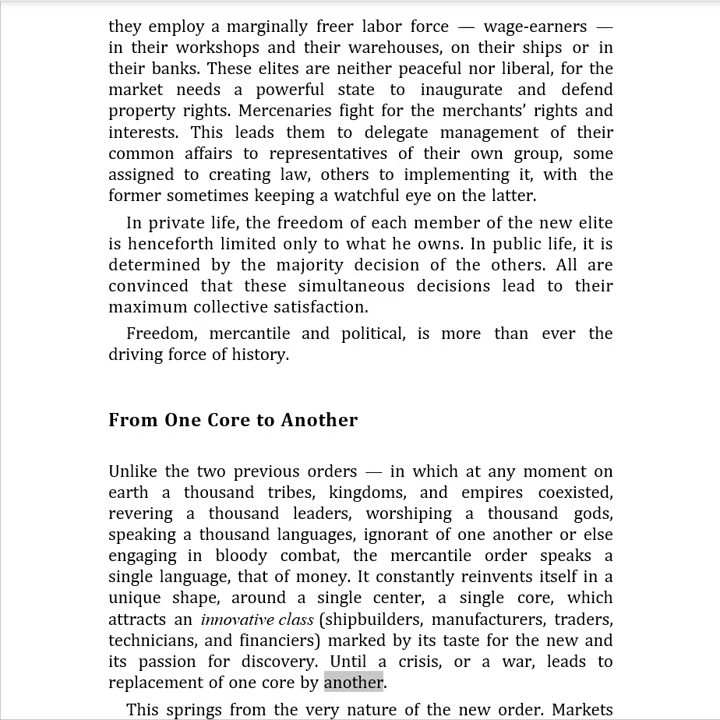 they employ a marginally freer labor force — wage-earners —
in their workshops and their warehouses, on their ships or in
their banks. These elites are neither peaceful nor liberal, for the
market needs a powerful state to inaugurate and defend
property rights. Mercenaries fight for the merchants’ rights and
interests. This leads them to delegate management of their
common affairs to representatives of their own group, some
assigned to creating law, others to implementing it, with the
former sometimes keeping a watchful eye on the latter.
In private life, the freedom of each member of the new elite
is henceforth limited only to what he owns. In public life, it is
determined by the majority decision of the others. All are
convinced that these simultaneous decisions lead to their
maximum collective satisfaction.
Freedom, mercantile and political, is more than ever the
driving force of history.
From One Core to Another
Unlike the two previous orders — in which at any moment on
earth a thousand tribes, kingdoms, and empires coexisted,
revering a thousand leaders, worshiping a thousand gods,
speaking a thousand languages, ignorant of one another or else
engaging in bloody combat, the mercantile order speaks a
single language, that of money. It constantly reinvents itself in a
unique shape, around a single center, a single core, which
attracts an innovative class (shipbuilders, manufacturers, traders,
technicians, and financiers) marked by its taste for the new and
its passion for discovery. Until a crisis, or a war, leads to
replacement of one core by another.
This springs from the very nature of the new order. Markets